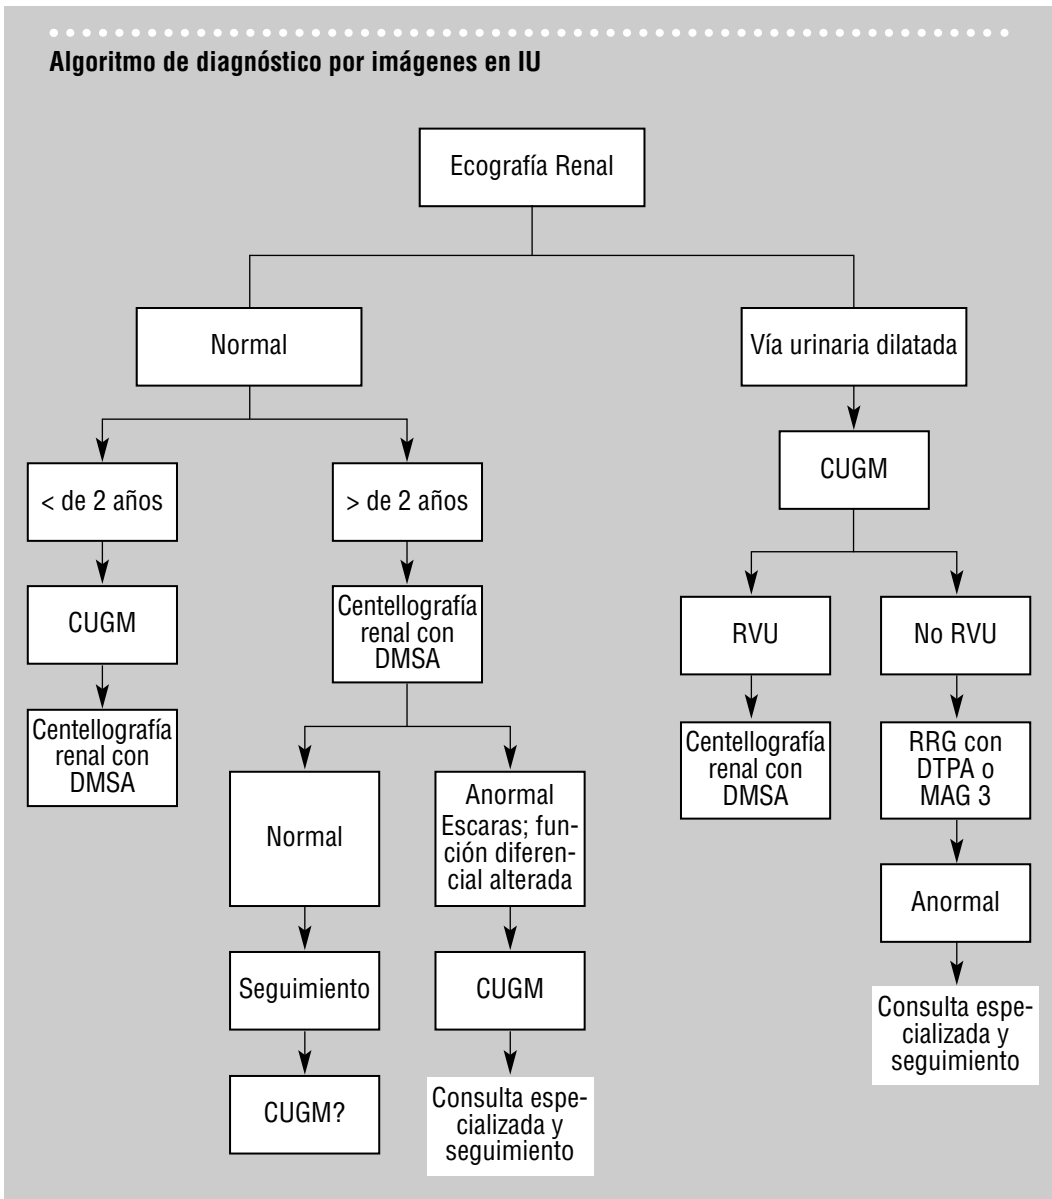 Algoritmo de diagnóstico por imágenes en IU
Ecografía Renal
Normal
Vía urinaria dilatada
< de 2 años
> de 2 años
CUGM
CUGM
Centellografía
renal con
DMSA
RVU
No RVU
Centellografía
renal con
DMSA
Centellografía
renal con
DMSA
RRG con
DTPA o
MAG 3
Normal
Anormal
Escaras; fun-
ción diferen-
cial alterada
Anormal
Seguimiento
CUGM
Consulta espe-
cializada y
seguimiento
CUGM?
Consulta espe-
cializada y
seguimiento